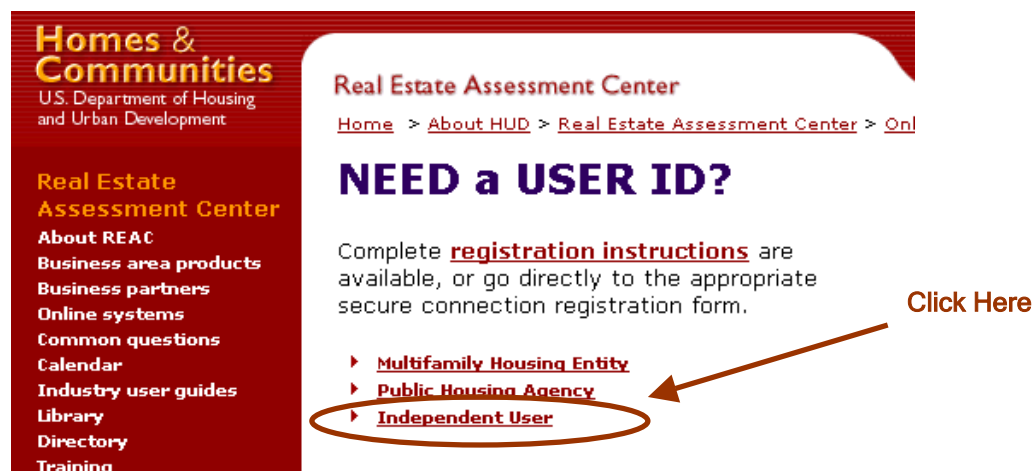 Homes &
Communities
U.S. Department of Housing
and Urban Development
Real Estate
Assessment Center
About REAC
Business area products
Business partners
Online systems
Common questions
Calendar
Industry user guides
Library
Directory
Training
Real Estate Assessment Center
Home > About HUD > Real Estate Assessment Center > Onl
NEED a USER ID?
Complete registration instructions are
available, or go directly to the appropriate
secure connection registration form.
Multifamily Housing Entity
Public Housing Agency
Independent User
Click Here